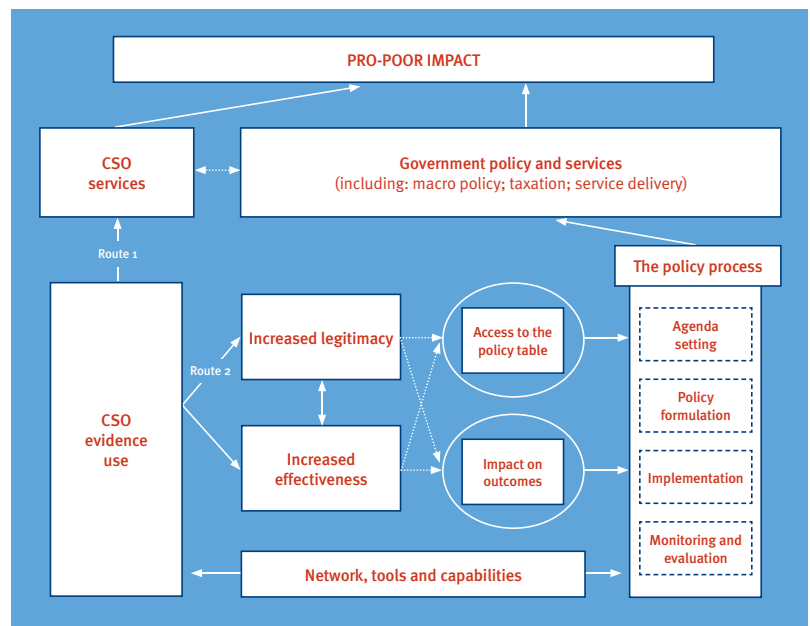 PRO-POOR IMPACT
CSO
services
Government policy and services
(including: macro policy; taxation; service delivery)
Route 1
The policy process
CSO
evidence
use
Route 2
Increased legitimacy
Increased
effectiveness
Access to the
policy table
Impact on
outcomes
Agenda
setting
Policy
formulation
Implementation
Monitoring and
evaluation
Network, tools and capabilities